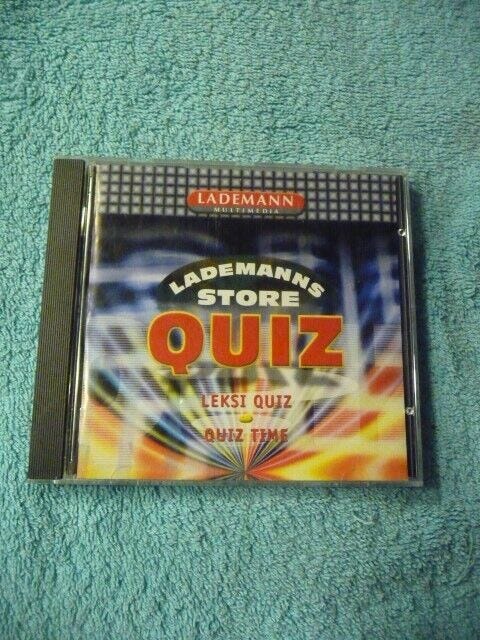 LADEMANN
MULTIMEDIA
LADEMANNS
STORE
QUIZ
LEKSI QUIZ
QUIZ TIME